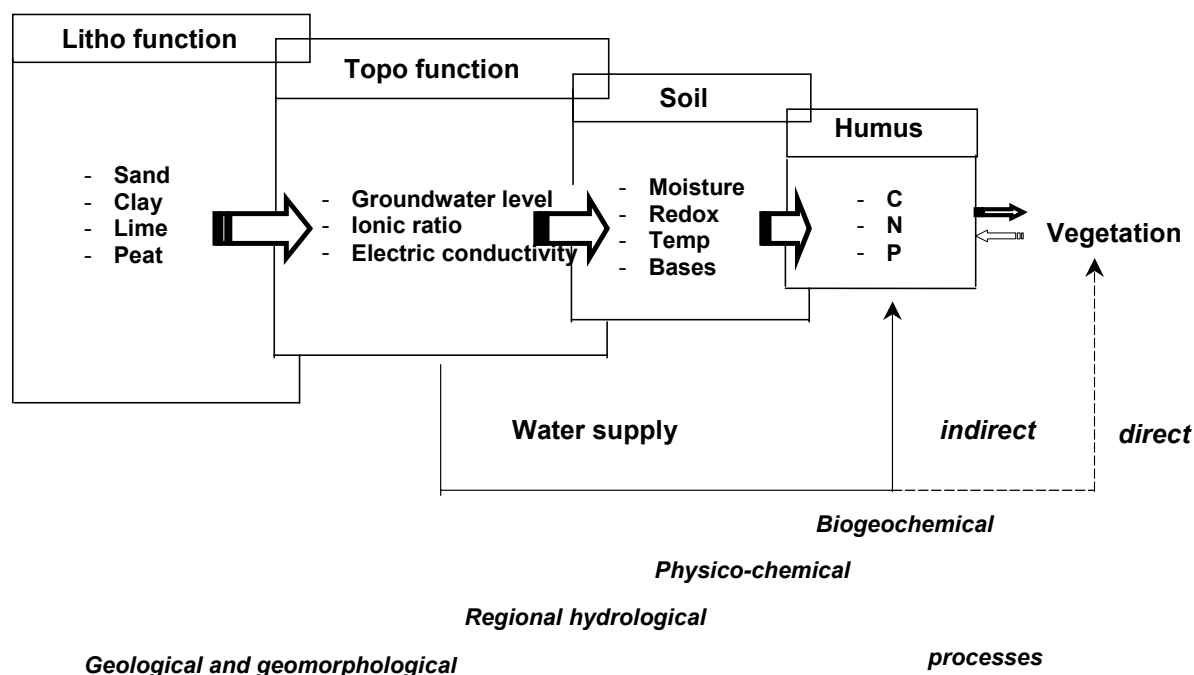 Litho function
Topo function
Soil
Humus
- Sand
- Clay
- Lime
- Peat
- Groundwater level
- Ionic ratio
- Electric conductivity
- Moisture
- Redox
- Temp
- Bases
- C
- N
- P
Vegetation
Water supply
indirect
direct
Biogeochemical
Physico-chemical
Regional hydrological
Geological and geomorphological
processes